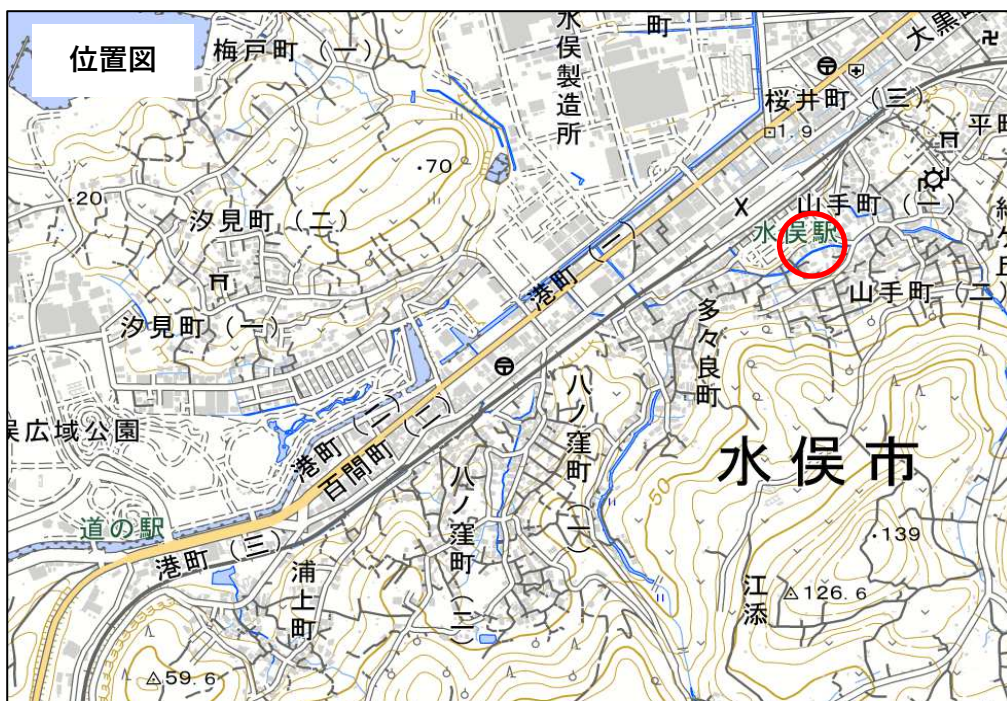 位置図
梅戸町（一）
水俣製造所
町
大黒町
桜井町（三）
1.9
平町
・70
・20
汐見町（二）
山手町（一）
水俣駅
山手町（二）
港町（一）
汐見町（一）
多々良町
八ノ窪町（一）
俣広域公園
港町（二）
百間町（二）
水俣市
50
八ノ窪町（二）
道の駅
港町（三）
浦上町
・139
江添
126.6
59.6